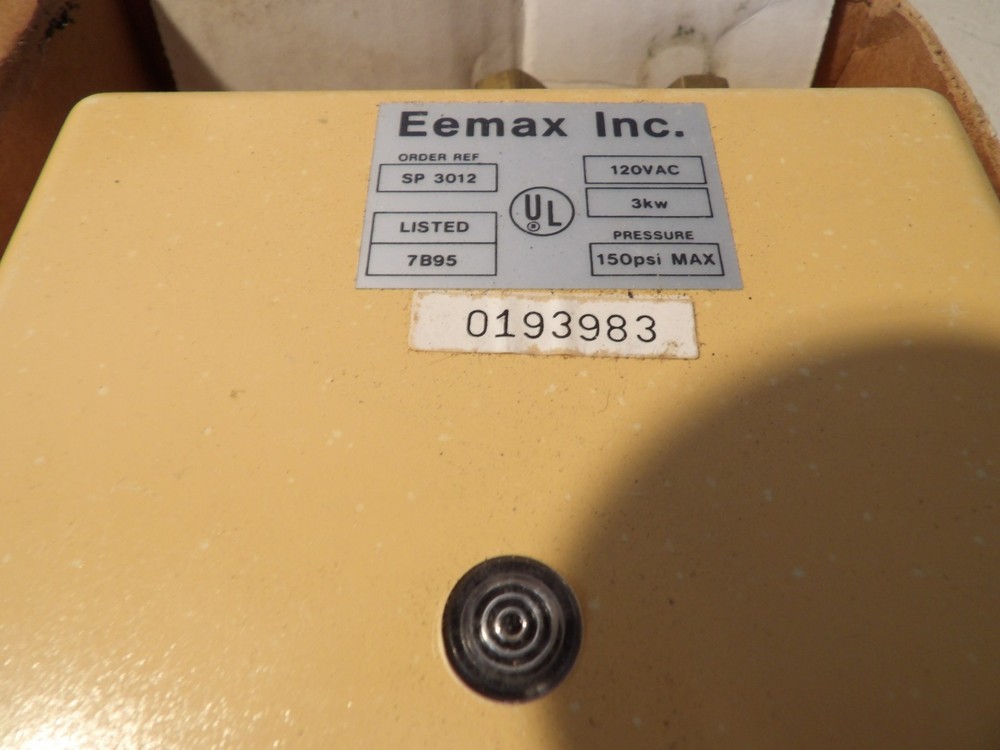 Eemax Inc.
ORDER REF
SP 3012
LISTED
7B95
UL
®
120VAC
3kw
PRESSURE
150psi MAX
0193983